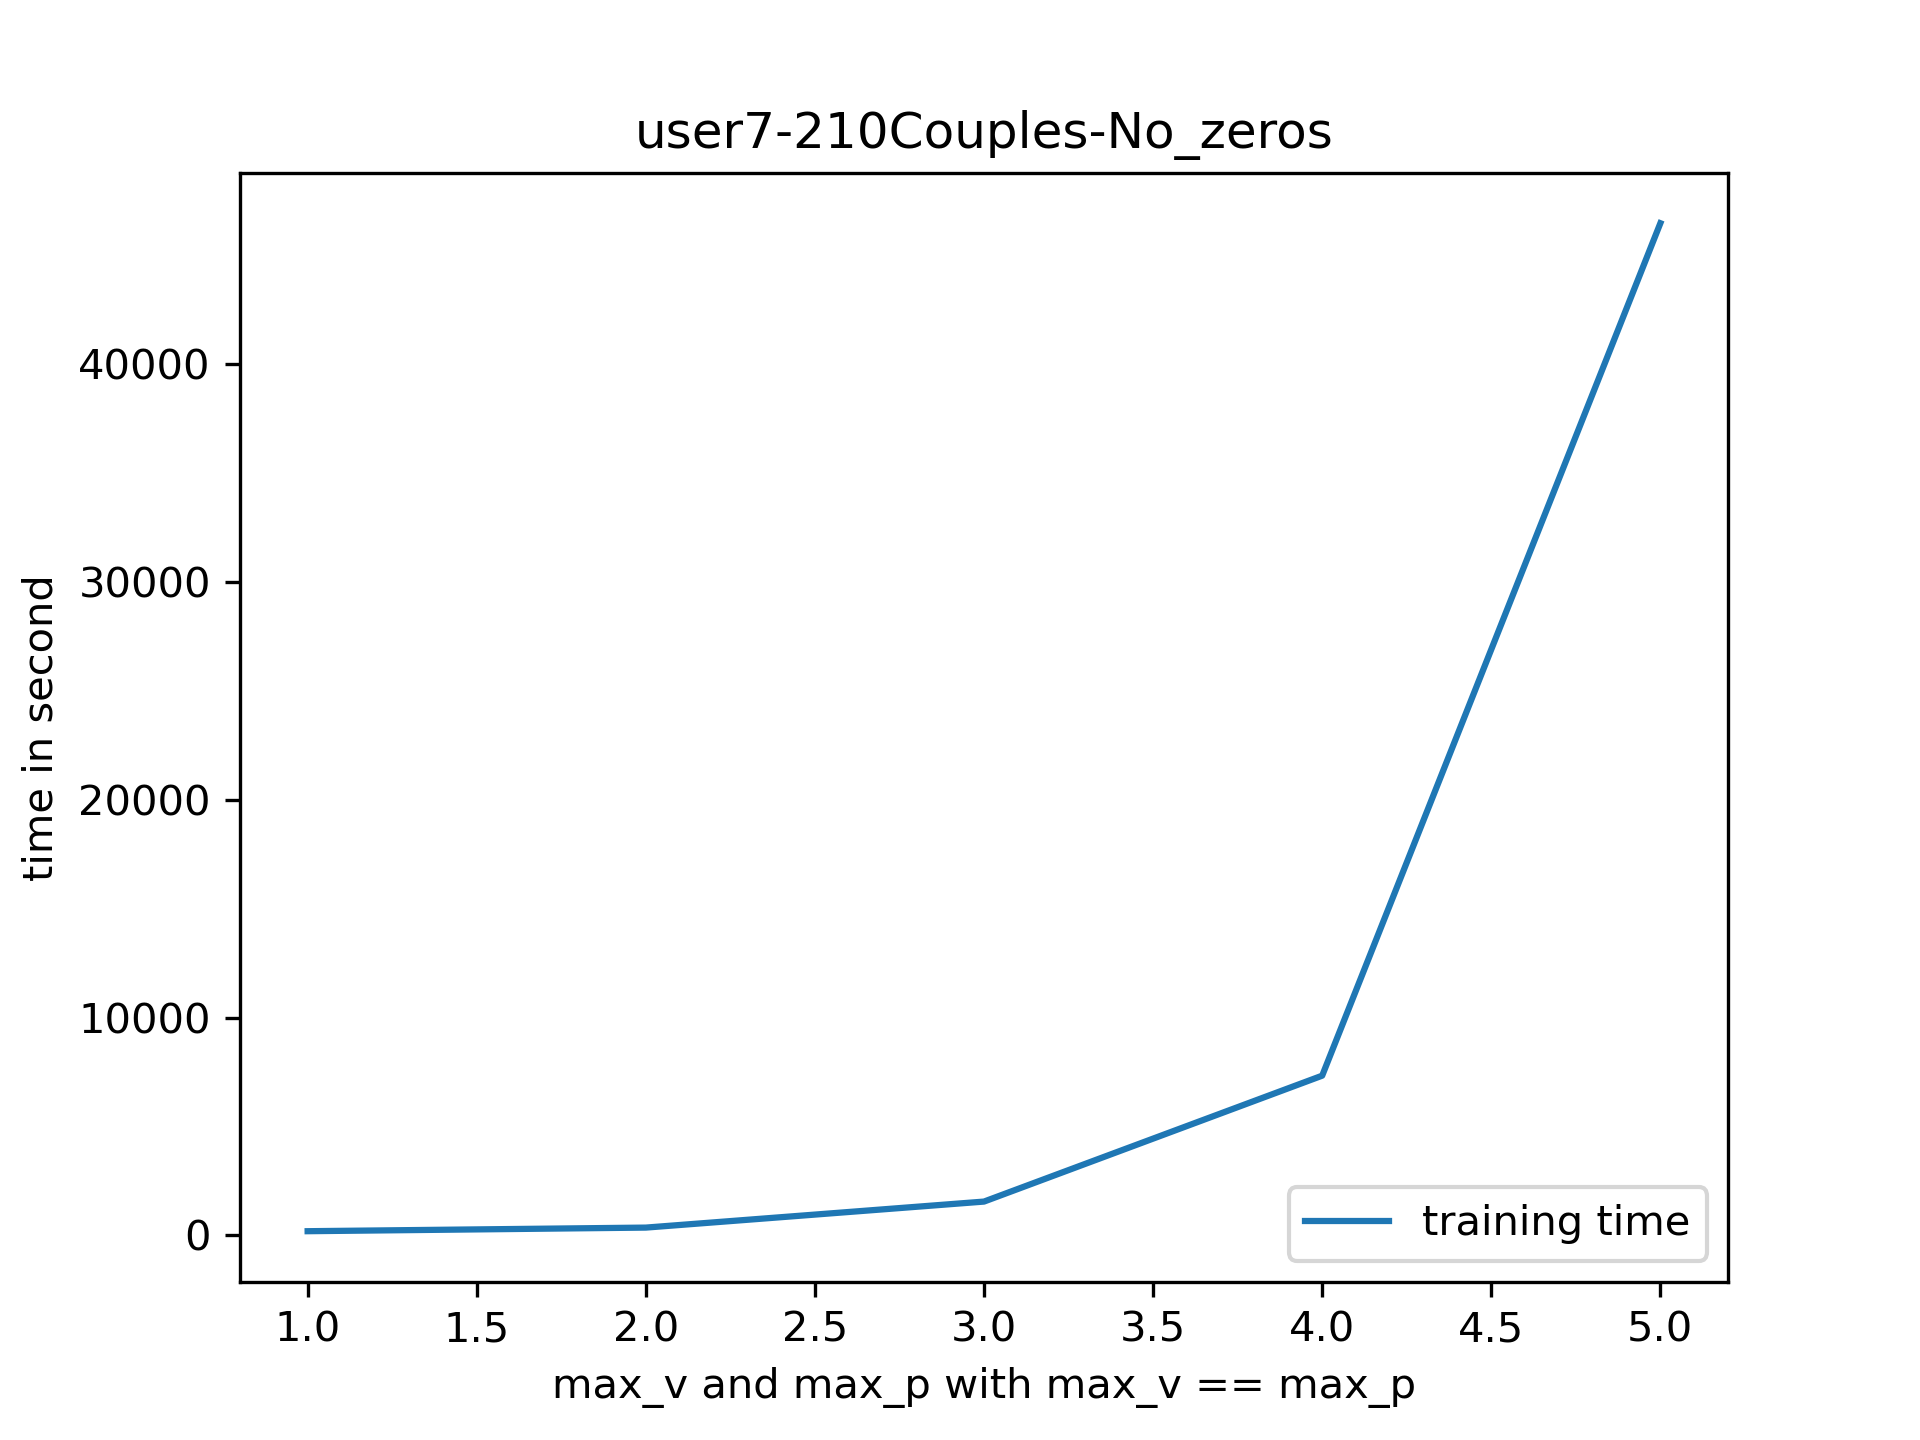 user7-210Couples-No_zeros
time in second
40000
30000
20000
10000
0
training time
1.0 1.5 2.0 2.5 3.0 3.5 4.0 4.5 5.0
max_v and max_p with max_v == max_p